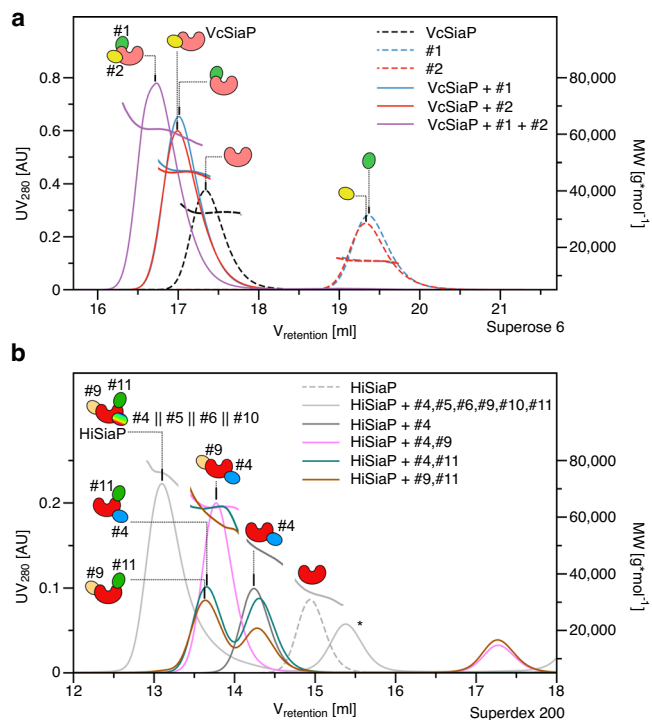 a
#1
#2
VcSiaP
VcSiaP
#1
#2
VcSiaP + #1
VcSiaP + #2
VcSiaP + #1 + #2
UV280 [AU]
0.8
0.6
0.4
0.2
0
80,000
60,000
40,000
20,000
0
MW [g*mol-1]
16 17 18 19 20 21
Vretention [ml]
Superose 6
b
#9 #11
#4 || #5 || #6 || #10
HiSiaP
#9
#4
#11
#4
#4
#11
#9
HiSiaP
HiSiaP + #4,#5,#6,#9,#10,#11
HiSiaP + #4
HiSiaP + #4,#9
HiSiaP + #4,#11
HiSiaP + #9,#11
*
UV280 [AU]
0.2
0.1
0
80,000
60,000
40,000
20,000
0
MW [g*mol-1]
12 13 14 15 16 17 18
Vretention [ml]
Superdex 200